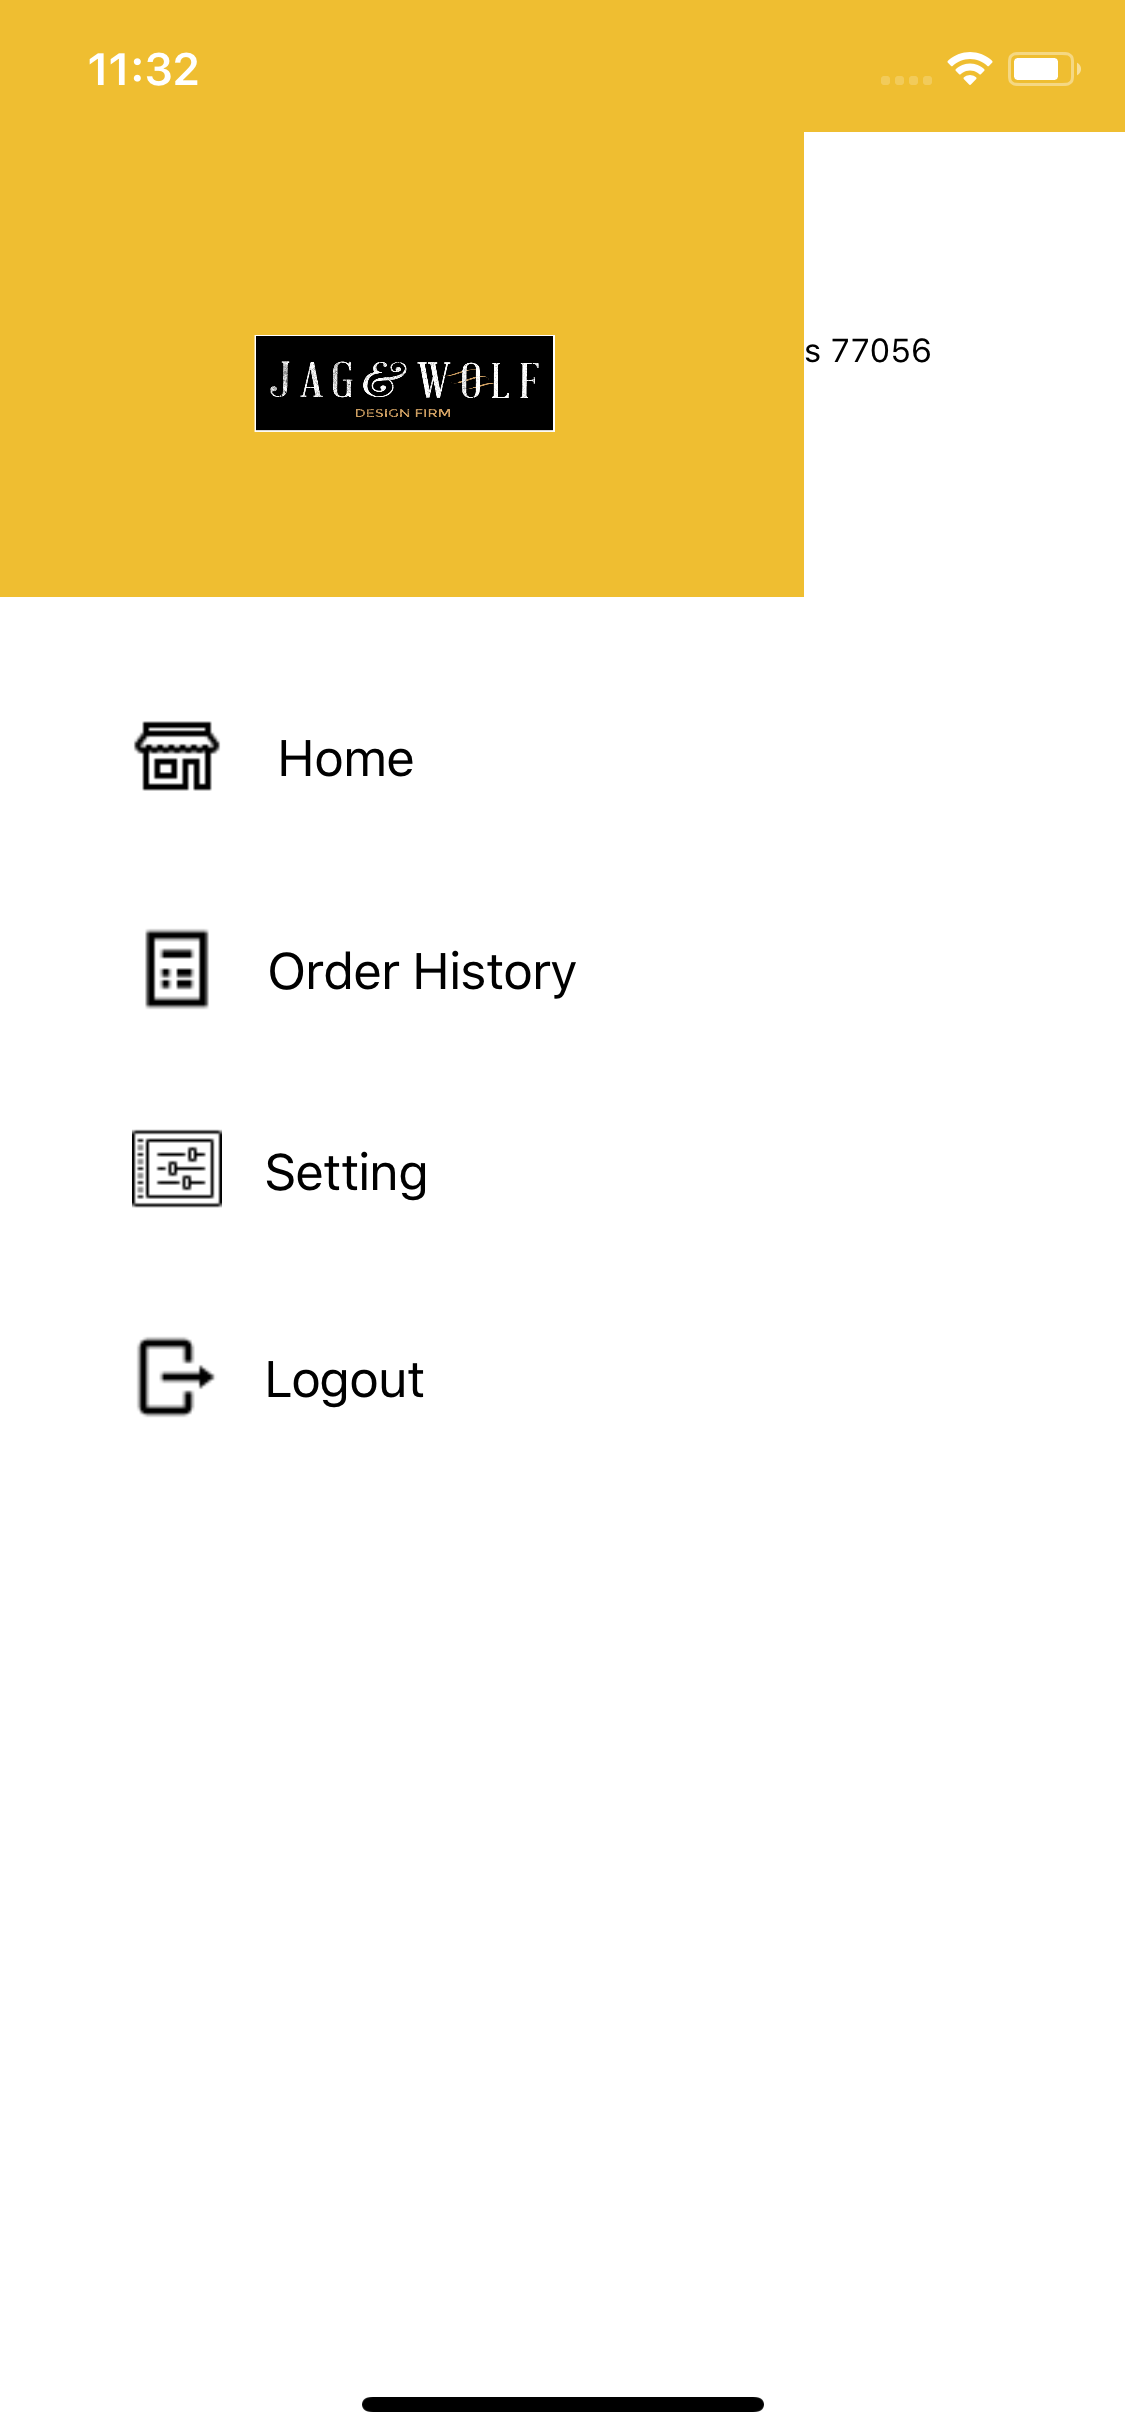 11:32
s 77056
JAG & WOLF
DESIGN FIRM
Home
Order History
Setting
Logout